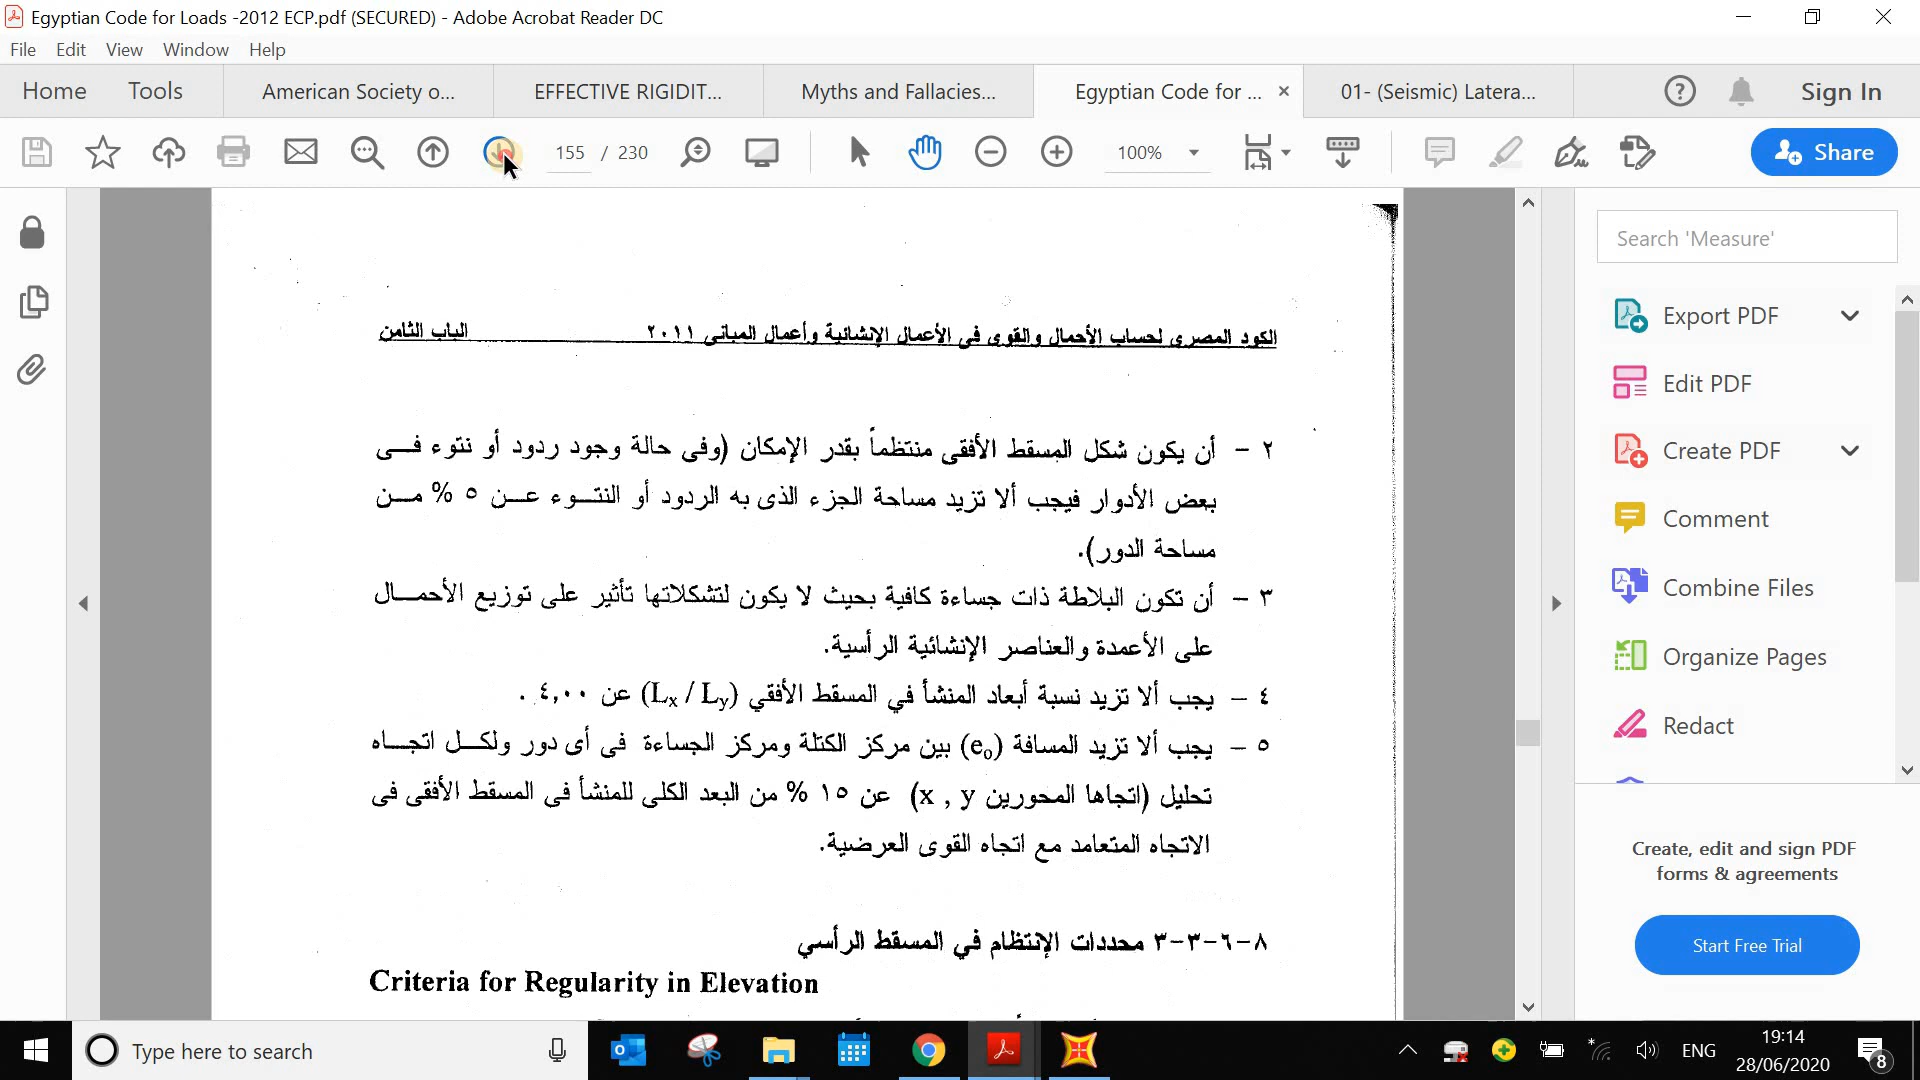 Egyptian Code for Loads -2012 ECP.pdf (SECURED) - Adobe Acrobat Reader DC
File Edit View Window Help
Home Tools American Society o... EFFECTIVE RIGIDIT... Myths and Fallacies... Egyptian Code for ... × 01- (Seismic) Latera... Sign In
155 / 230 100% Share
Search 'Measure'
Export PDF
Edit PDF
Create PDF
Comment
Combine Files
Organize Pages
Redact
Create, edit and sign PDF
forms & agreements
Start Free Trial
الكود المصرى لحساب الأحمال والقوى فى الأعمال الإنشائية وأعمال المبانى ٢٠١١ الباب الثامن
٢ – أن يكون شكل المسقط الأفقى منتظماً بقدر الإمكان (وفى حالة وجود ردود أو نتوء فــى
بعض الأدوار فيجب ألا تزيد مساحة الجزء الذى به الردود أو النتــوء عــن ٥ % مــن
مساحة الدور).
٣ – أن تكون البلاطة ذات جساءة كافية بحيث لا يكون لتشكلاتها تأثير على توزيع الأحمــال
على الأعمدة والعناصر الإنشائية الرأسية.
٤ – يجب ألا تزيد نسبة أبعاد المنشأ في المسقط الأفقي (Lx / Ly) عن ٤,٠٠ .
٥ – يجب ألا تزيد المسافة (eo) بين مركز الكتلة ومركز الجساءة فى أى دور ولكــل اتجــاه
تحليل (اتجاها المحورين x , y) عن ١٥ % من البعد الكلى للمنشأ فى المسقط الأفقى فى
الاتجاه المتعامد مع اتجاه القوى العرضية.
٨-٦-٣-٣ محددات الإنتظام في المسقط الرأسي
Criteria for Regularity in Elevation
Type here to search
ENG
19:14
28/06/2020
8